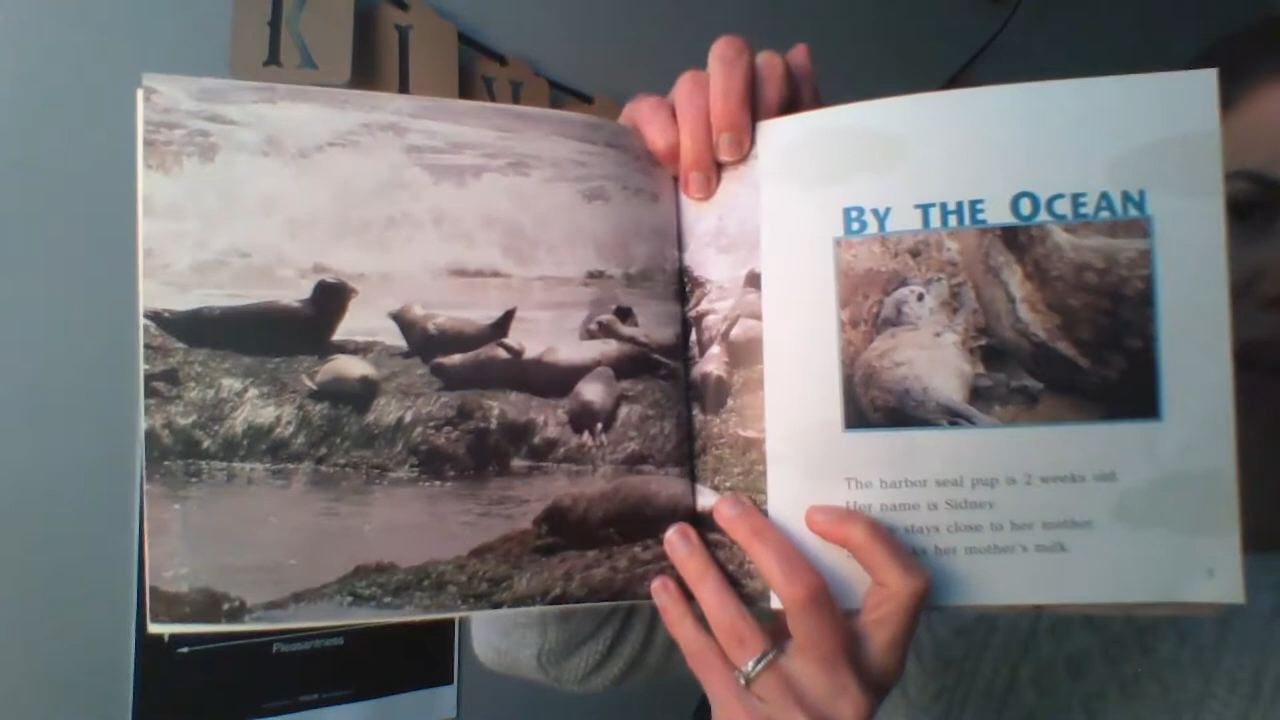 K i
BY THE OCEAN
The harbor seal pup is 2 weeks old.
Her name is Sidney.
stays close to her mother.
her mother's milk.
Pleasantness